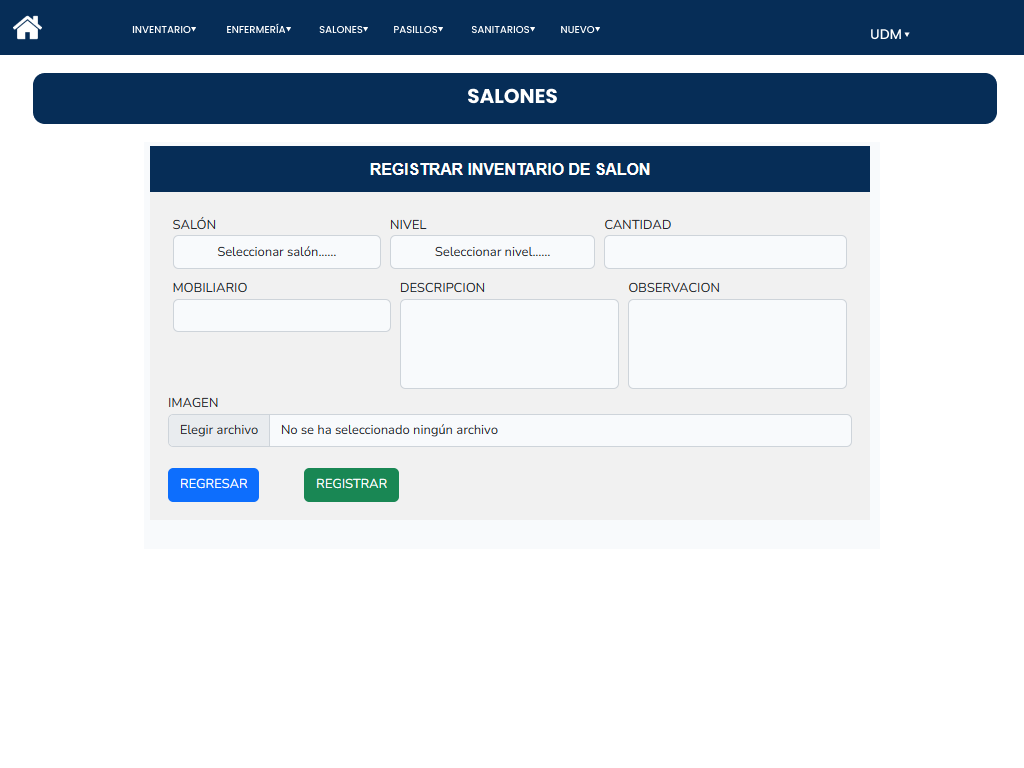 INVENTARIO▾ ENFERMERÍA▾ SALONES▾ PASILLOS▾ SANITARIOS▾ NUEVO▾ UDM ▾
SALONES
REGISTRAR INVENTARIO DE SALON
SALÓN NIVEL CANTIDAD
Seleccionar salón...... Seleccionar nivel......
MOBILIARIO DESCRIPCION OBSERVACION
IMAGEN
Elegir archivo No se ha seleccionado ningún archivo
REGRESAR REGISTRAR